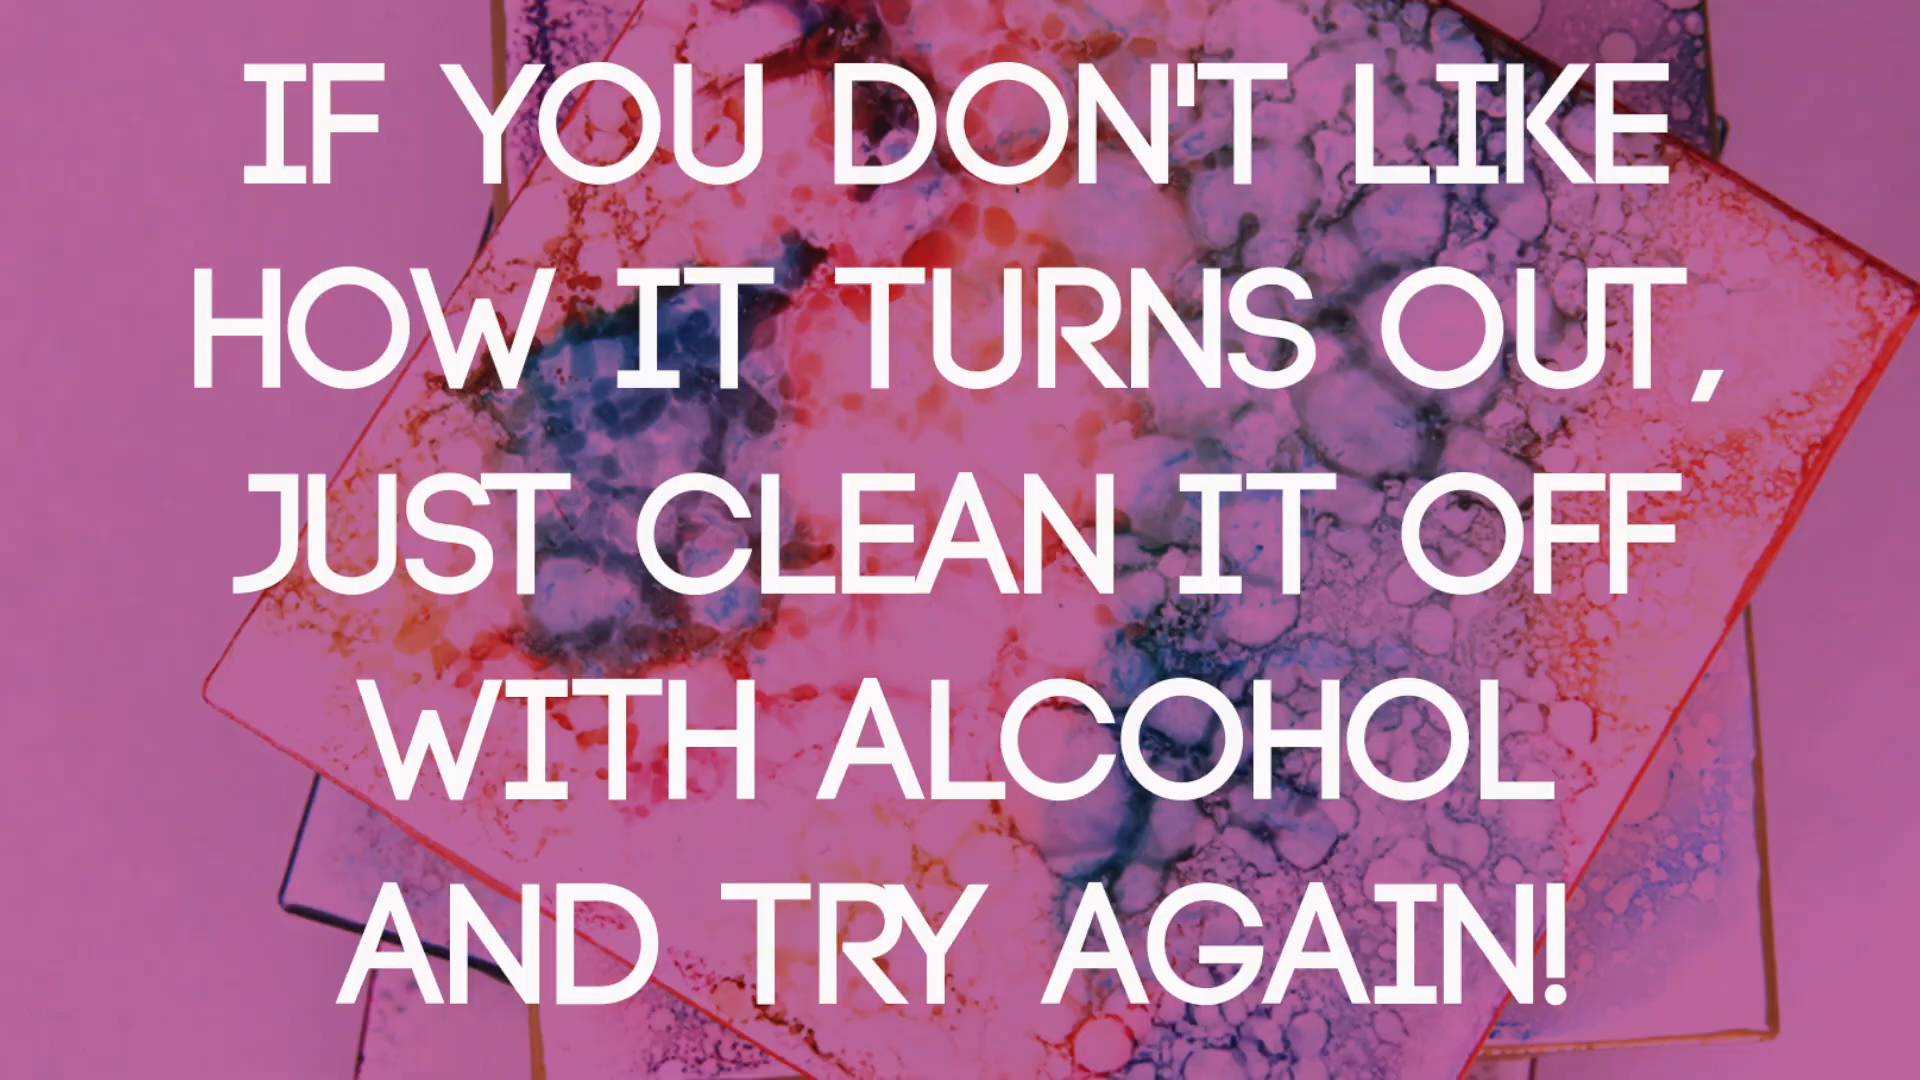 IF YOU DON'T LIKE
HOW IT TURNS OUT,
JUST CLEAN IT OFF
WITH ALCOHOL
AND TRY AGAIN!